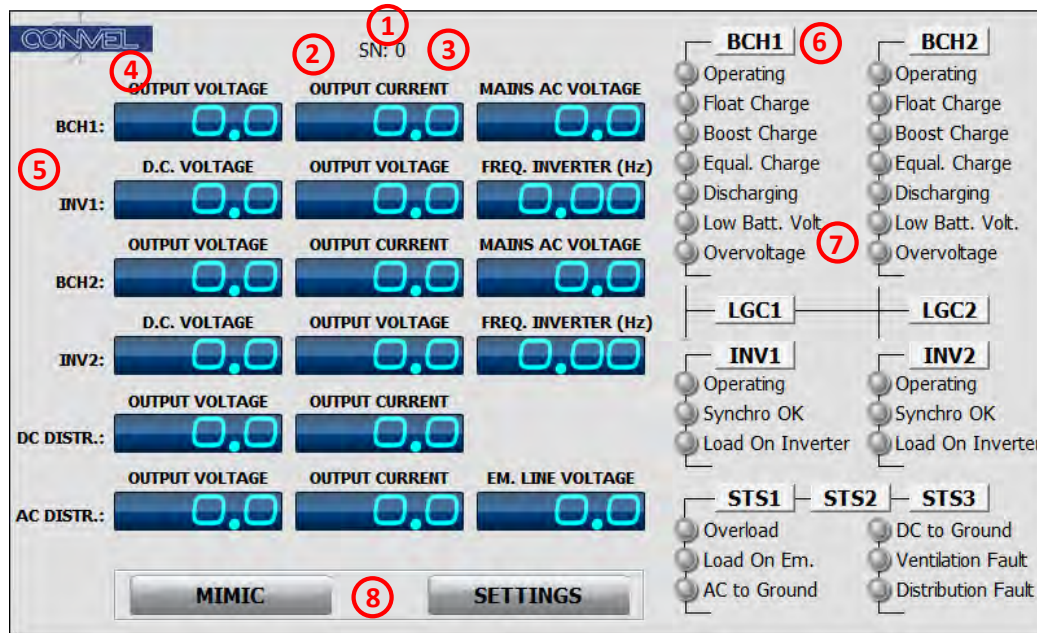 CONVEL
1
SN: 0
2
3
4
OUTPUT VOLTAGE OUTPUT CURRENT MAINS AC VOLTAGE
BCH1: 0.0 0.0 0.0
5
D.C. VOLTAGE OUTPUT VOLTAGE FREQ. INVERTER (Hz)
INV1: 0.0 0.0 0.00
OUTPUT VOLTAGE OUTPUT CURRENT MAINS AC VOLTAGE
BCH2: 0.0 0.0 0.0
D.C. VOLTAGE OUTPUT VOLTAGE FREQ. INVERTER (Hz)
INV2: 0.0 0.0 0.00
OUTPUT VOLTAGE OUTPUT CURRENT
DC DISTR.: 0.0 0.0
OUTPUT VOLTAGE OUTPUT CURRENT EM. LINE VOLTAGE
AC DISTR.: 0.0 0.0 0.0
MIMIC 8 SETTINGS
BCH1 6 BCH2
Operating Operating
Float Charge Float Charge
Boost Charge Boost Charge
Equal. Charge Equal. Charge
Discharging Discharging
Low Batt. Volt. Low Batt. Volt.
7
Overvoltage Overvoltage
LGC1 LGC2
INV1 INV2
Operating Operating
Synchro OK Synchro OK
Load On Inverter Load On Inverter
STS1 STS2 STS3
Overload DC to Ground
Load On Em. Ventilation Fault
AC to Ground Distribution Fault